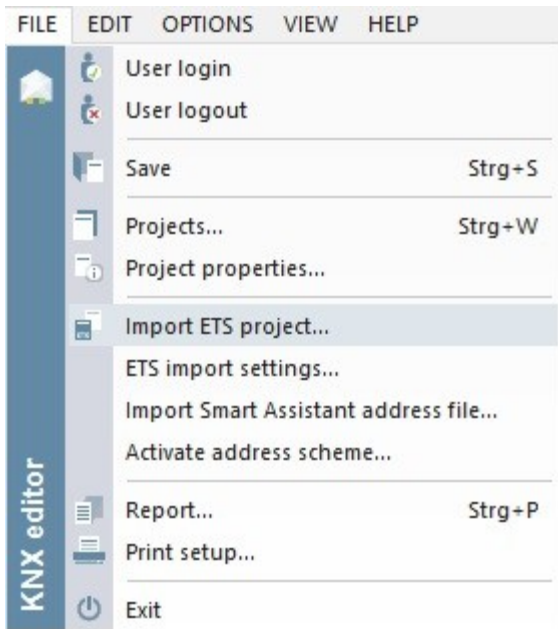 FILE EDIT OPTIONS VIEW HELP
User login
User logout
Save Strg+S
Projects... Strg+W
Project properties...
Import ETS project...
ETS import settings...
Import Smart Assistant address file...
Activate address scheme...
Report... Strg+P
Print setup...
Exit
KNX editor